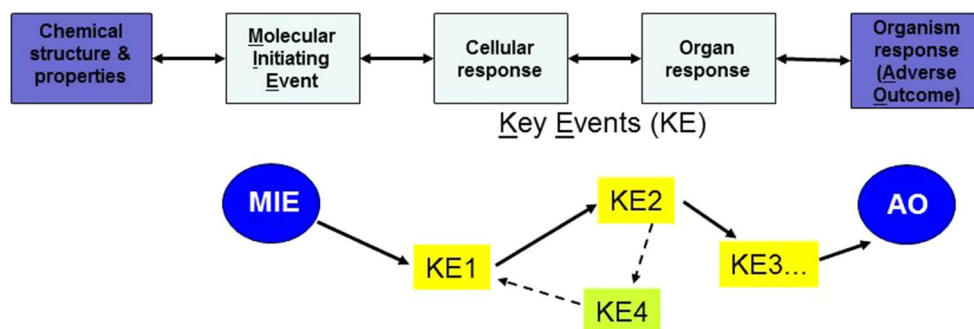 Chemical
structure &
properties
Molecular
Initiating
Event
Cellular
response
Organ
response
Organism
response
(Adverse
Outcome)
Key Events (KE)
MIE
KE1
KE2
KE4
KE3...
AO